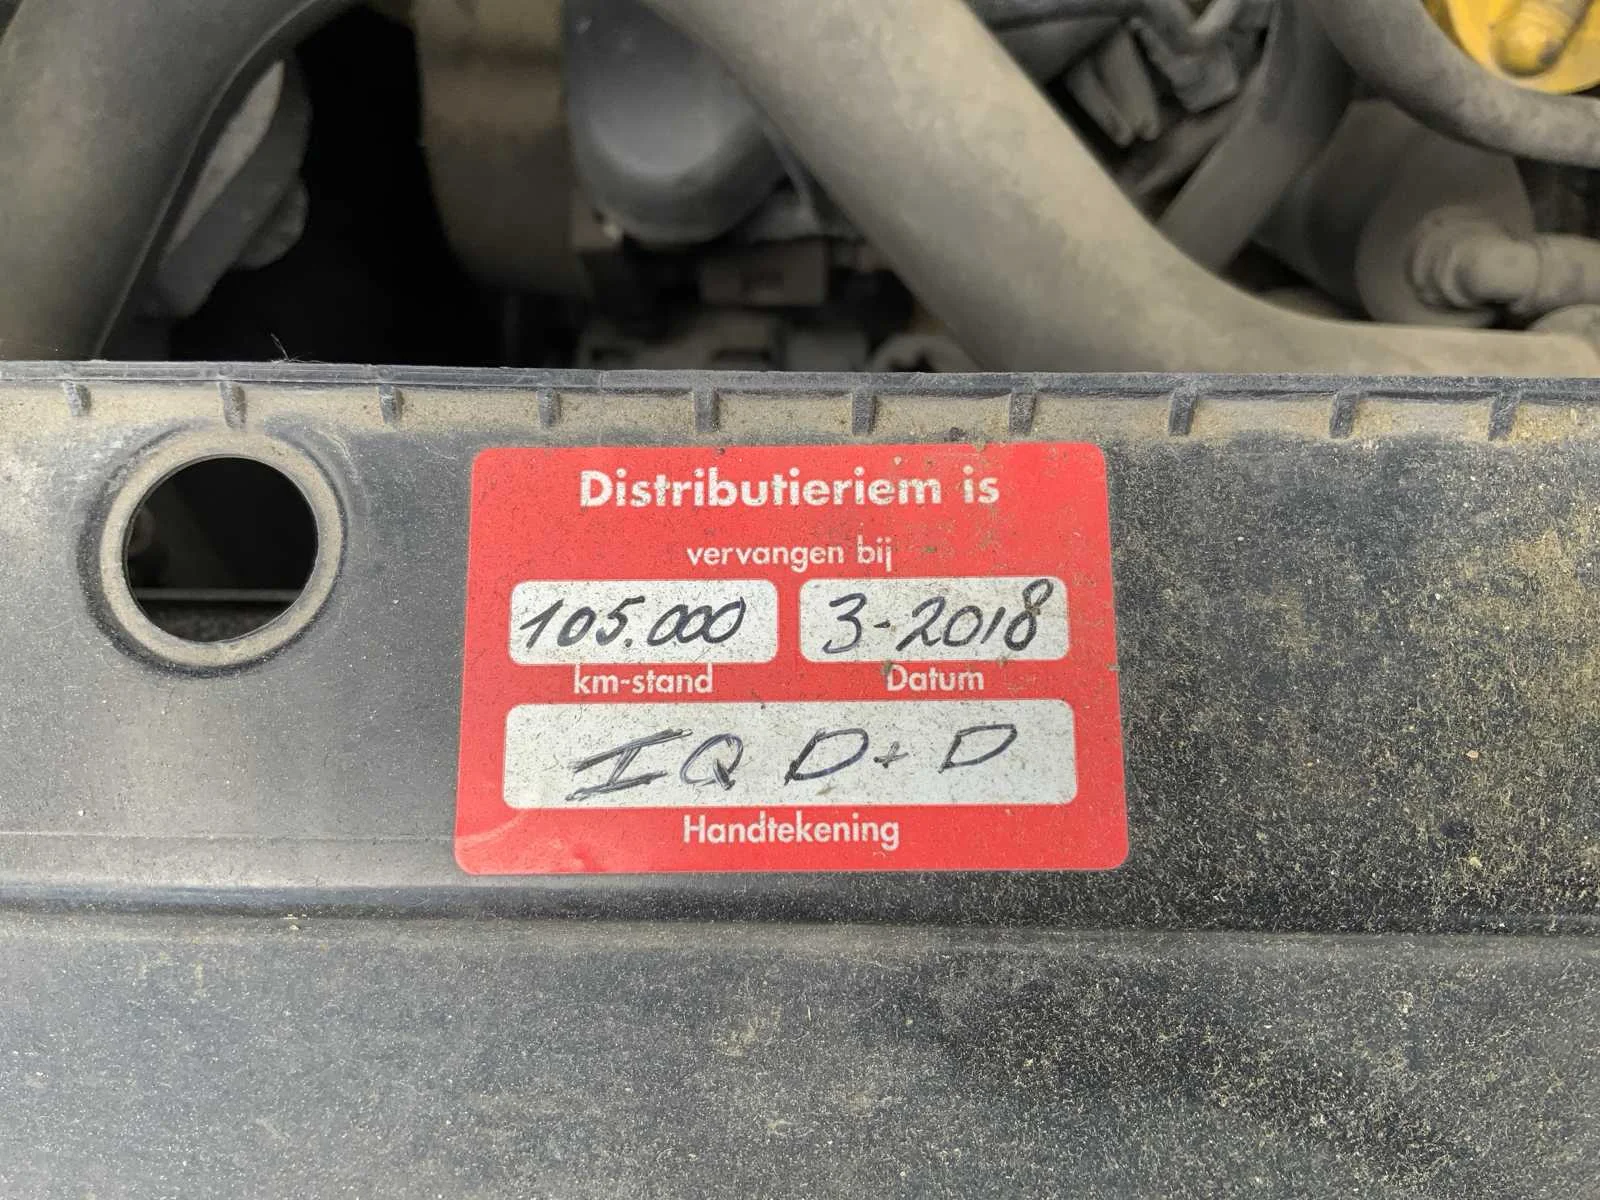 Distributieriem is
vervangen bij
105.000 3-2018
km-stand Datum
IQ D+D
Handtekening